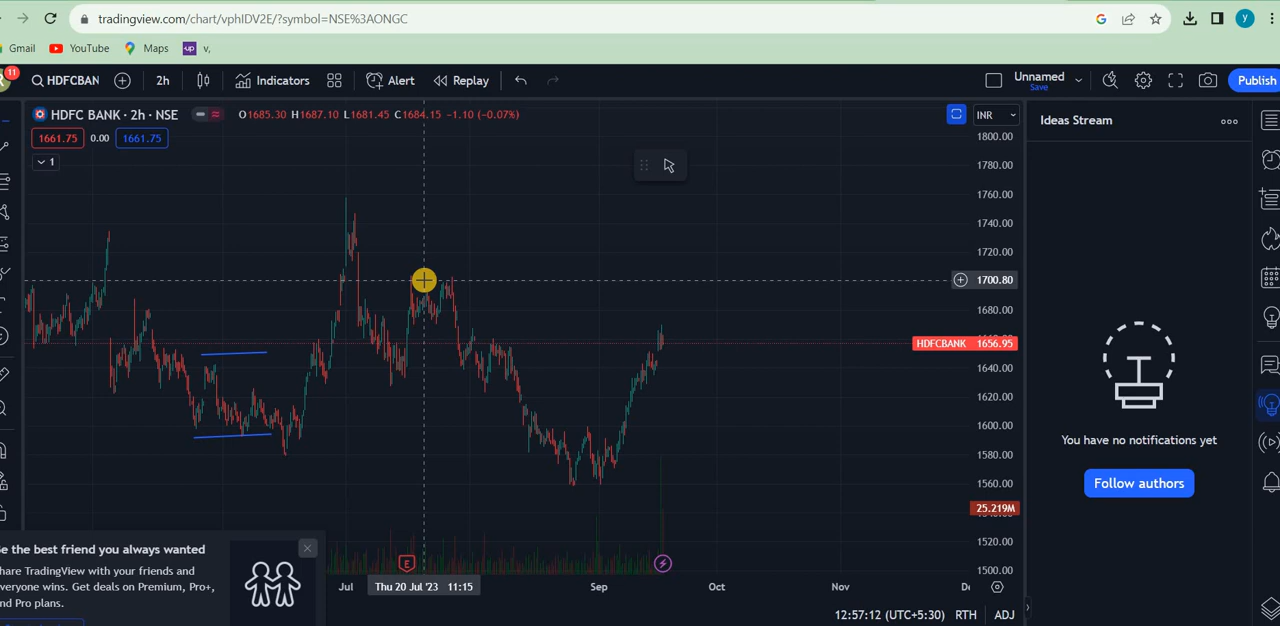 tradingview.com/chart/vphIDV2E/?symbol=NSE%3AONGC
Gmail YouTube Maps up v,
11 HDFCBAN 2h Indicators Alert Replay Unnamed Save Publish
HDFC BANK · 2h · NSE O1685.30 H1687.10 L1681.45 C1684.15 -1.10 (-0.07%) INR
1661.75 0.00 1661.75
1
Ideas Stream
1800.00
1780.00
1760.00
1740.00
1720.00
1700.80
1680.00
HDFCBANK 1656.95
1640.00
1620.00
1600.00
1580.00
1560.00
25.219M
1520.00
1500.00
You have no notifications yet
Follow authors
e the best friend you always wanted
hare TradingView with your friends and
veryone wins. Get deals on Premium, Pro+,
nd Pro plans.
E
Jul Thu 20 Jul '23 11:15 Sep Oct Nov De
12:57:12 (UTC+5:30) RTH ADJ